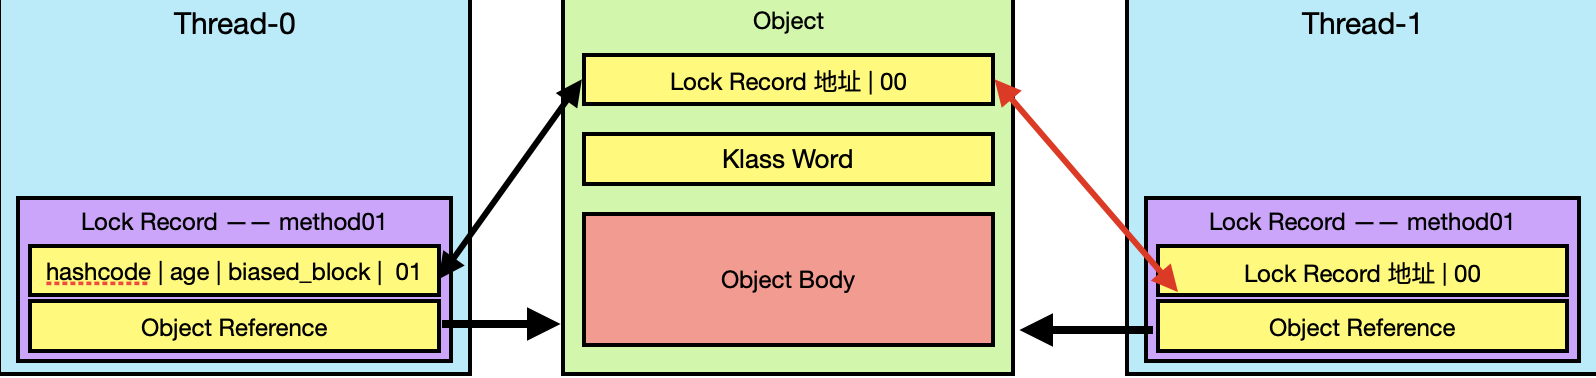 Thread-0
Lock Record —— method01
hashcode | age | biased_block | 01
Object Reference
Object
Lock Record 地址 | 00
Klass Word
Object Body
Thread-1
Lock Record —— method01
Lock Record 地址 | 00
Object Reference